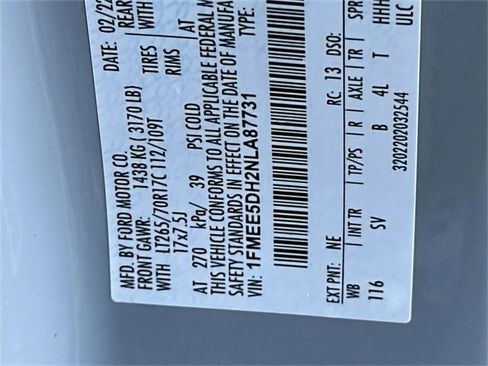 MFD. BY FORD MOTOR CO.
DATE: 02/22
FRONT GAWR: 1438 KG ( 3170 LB)
REAR
WITH LT265/70R17C 112/109T TIRES
WITH
17x7.5J RIMS
AT 270 kPa/ 39 PSI COLD
AT
THIS VEHICLE CONFORMS TO ALL APPLICABLE FEDERAL
SAFETY STANDARDS IN EFFECT ON THE DATE OF MANUFA
VIN: 1FMEE5DH2NLA87731
EXT PNT: NE RC: 13 DSO:
WB INT TR TP/PS R AXLE TR SPR
116 SV B 4L T HHH
3202202032544 ULC